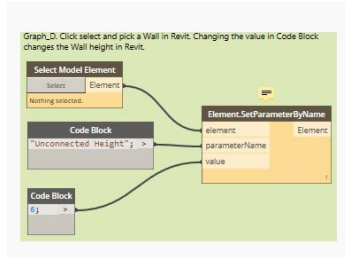 Graph_D. Click select and pick a Wall in Revit. Changing the value in Code Block
changes the Wall height in Revit.
Select Model Element
Select Element
Nothing selected.
Element.SetParameterByName
element Element
parameterName
value
Code Block
"Unconnected Height"; >
Code Block
6; >